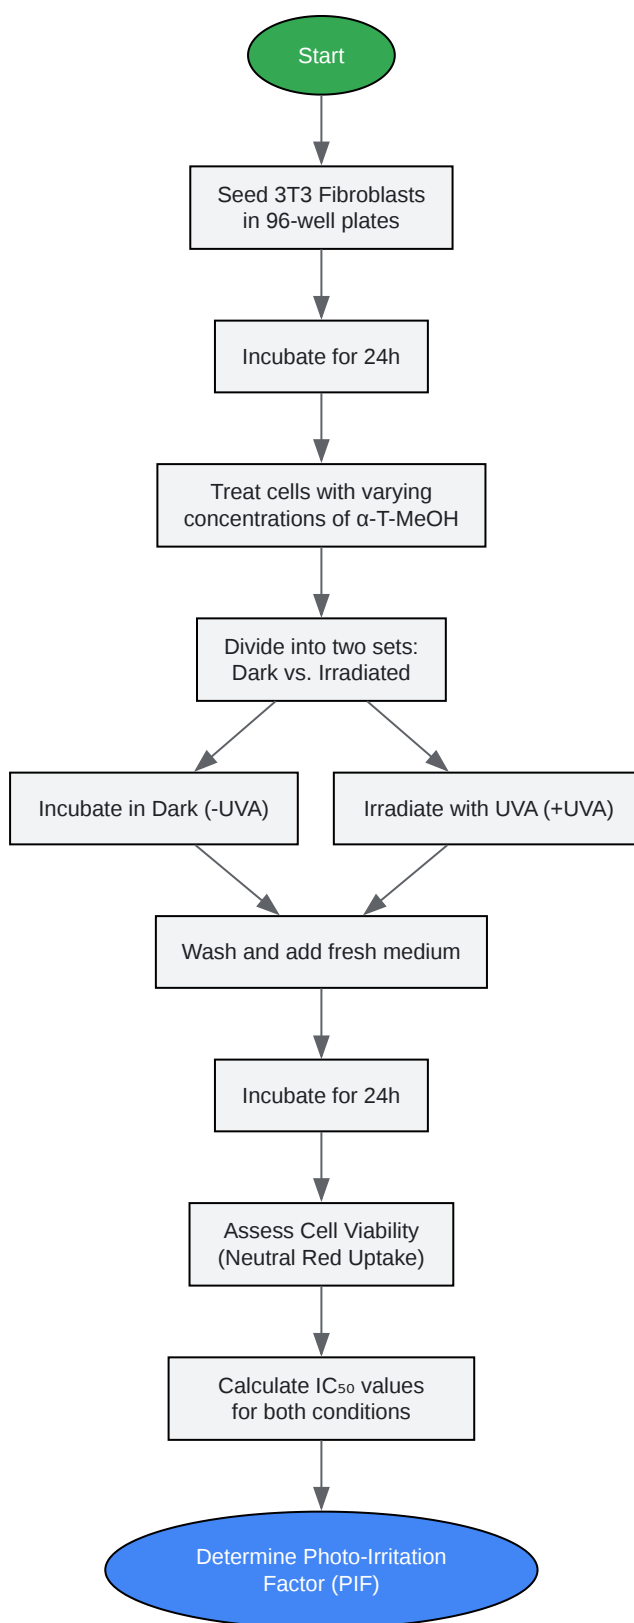 Start
Seed 3T3 Fibroblasts
in 96-well plates
Incubate for 24h
Treat cells with varying
concentrations of α-T-MeOH
Divide into two sets:
Dark vs. Irradiated
Incubate in Dark (-UVA)
Irradiate with UVA (+UVA)
Wash and add fresh medium
Incubate for 24h
Assess Cell Viability
(Neutral Red Uptake)
Calculate IC₅₀ values
for both conditions
Determine Photo-Irritation
Factor (PIF)